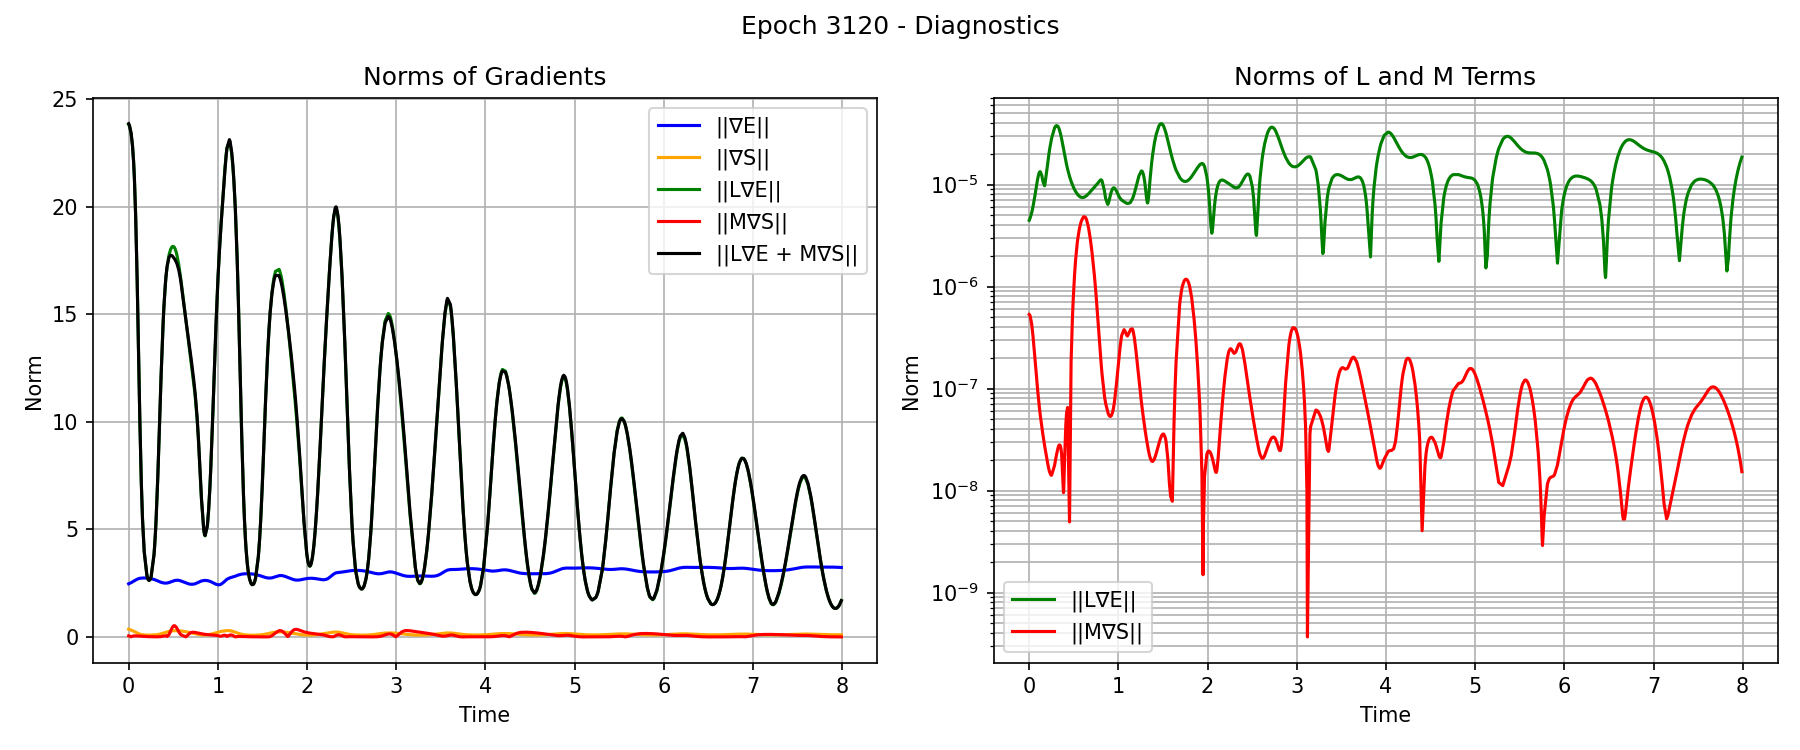 Epoch 3120 - Diagnostics
Norms of Gradients
Norm
25
20
15
10
5
0
0 1 2 3 4 5 6 7 8
Time
||∇E||
||∇S||
||L∇E||
||M∇S||
||L∇E + M∇S||
Norms of L and M Terms
Norm
10⁻⁵
10⁻⁶
10⁻⁷
10⁻⁸
10⁻⁹
0 1 2 3 4 5 6 7 8
Time
||L∇E||
||M∇S||